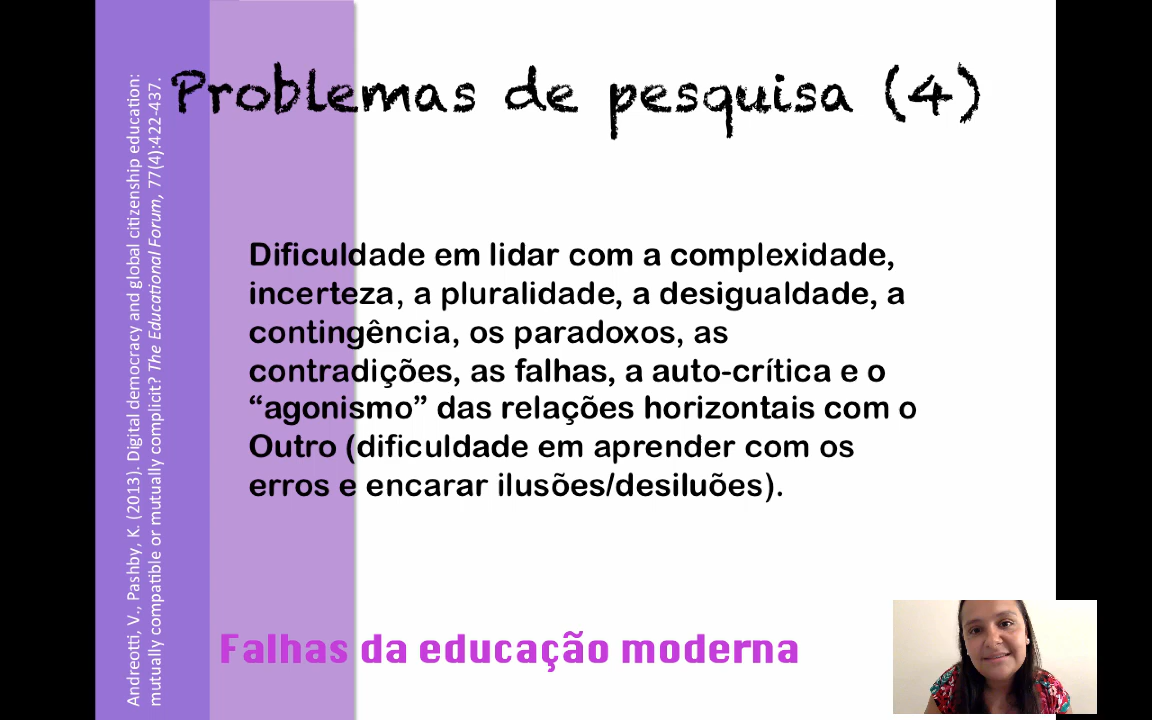 Problemas de pesquisa (4)
Dificuldade em lidar com a complexidade,
incerteza, a pluralidade, a desigualdade, a
contingência, os paradoxos, as
contradições, as falhas, a auto-crítica e o
“agonismo” das relações horizontais com o
Outro (dificuldade em aprender com os
erros e encarar ilusões/desiluões).
Falhas da educação moderna
Andreotti, V., Pashby, K. (2013). Digital democracy and global citizenship education:
mutually compatible or mutually complicit? The Educational Forum, 77(4):422-437.